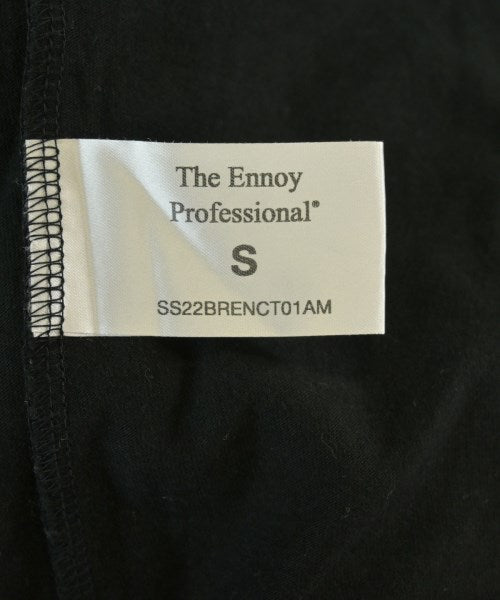 The Ennoy
Professional®
S
SS22BRENCT01AM